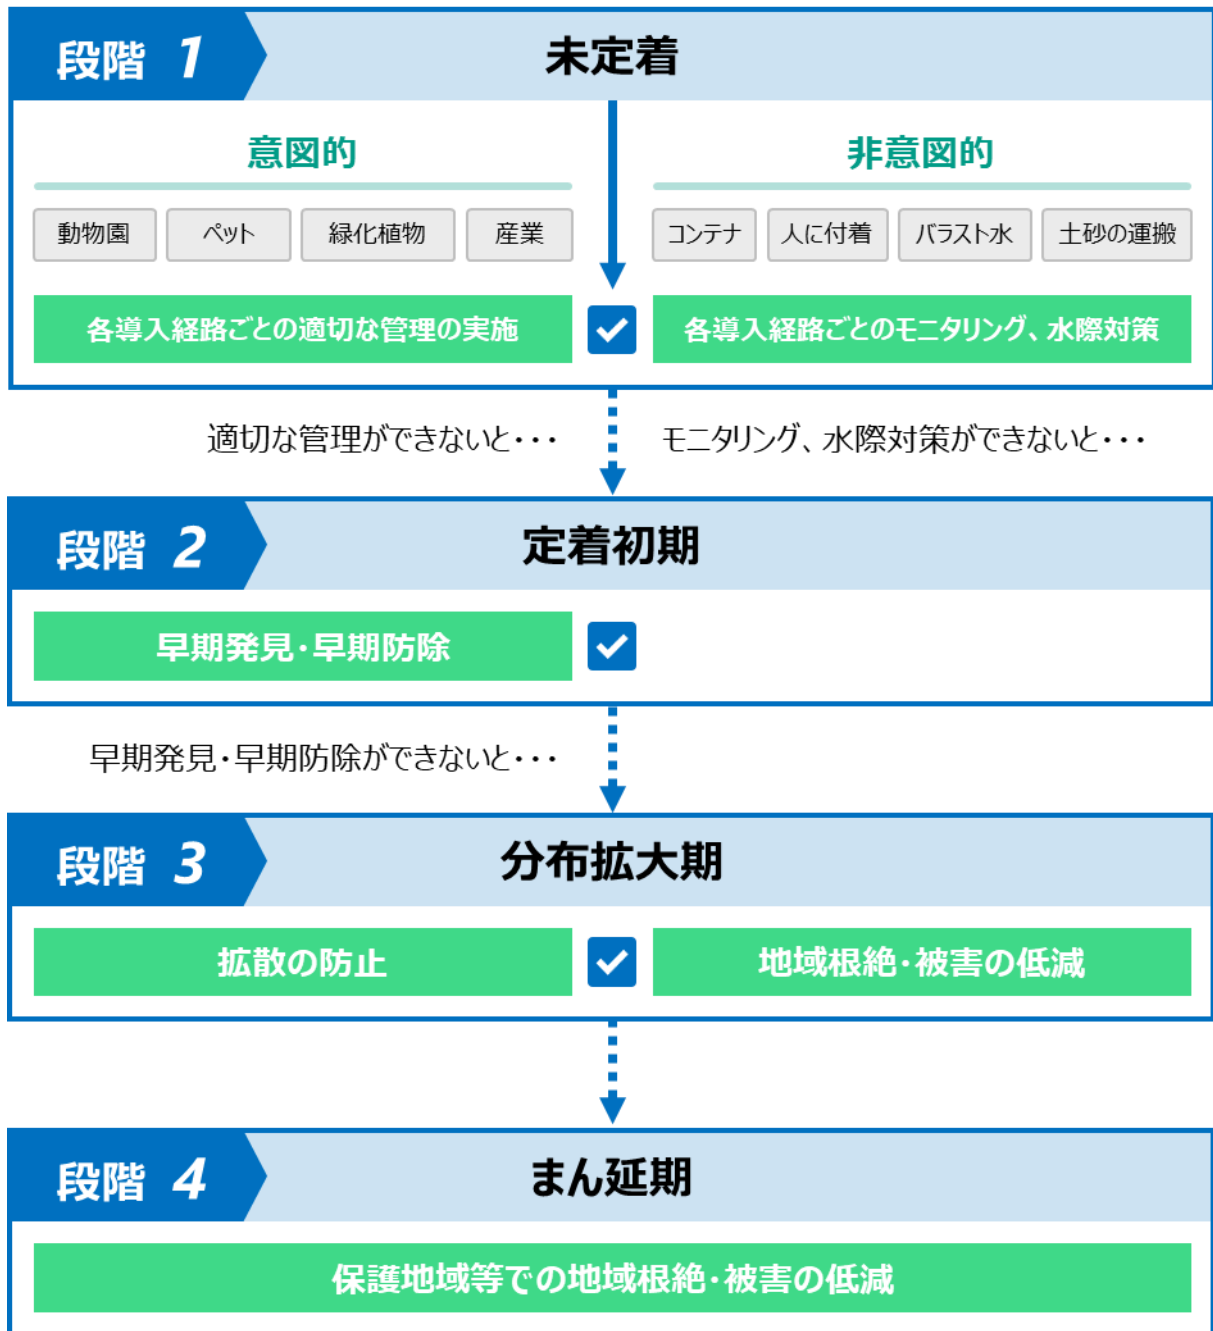 段階 1
未定着
意図的
非意図的
動物園
ペット
緑化植物
産業
コンテナ
人に付着
バラスト水
土砂の運搬
各導入経路ごとの適切な管理の実施
各導入経路ごとのモニタリング、水際対策
適切な管理ができないと・・・
モニタリング、水際対策ができないと・・・
段階 2
定着初期
早期発見・早期防除
早期発見・早期防除ができないと・・・
段階 3
分布拡大期
拡散の防止
地域根絶・被害の低減
段階 4
まん延期
保護地域等での地域根絶・被害の低減